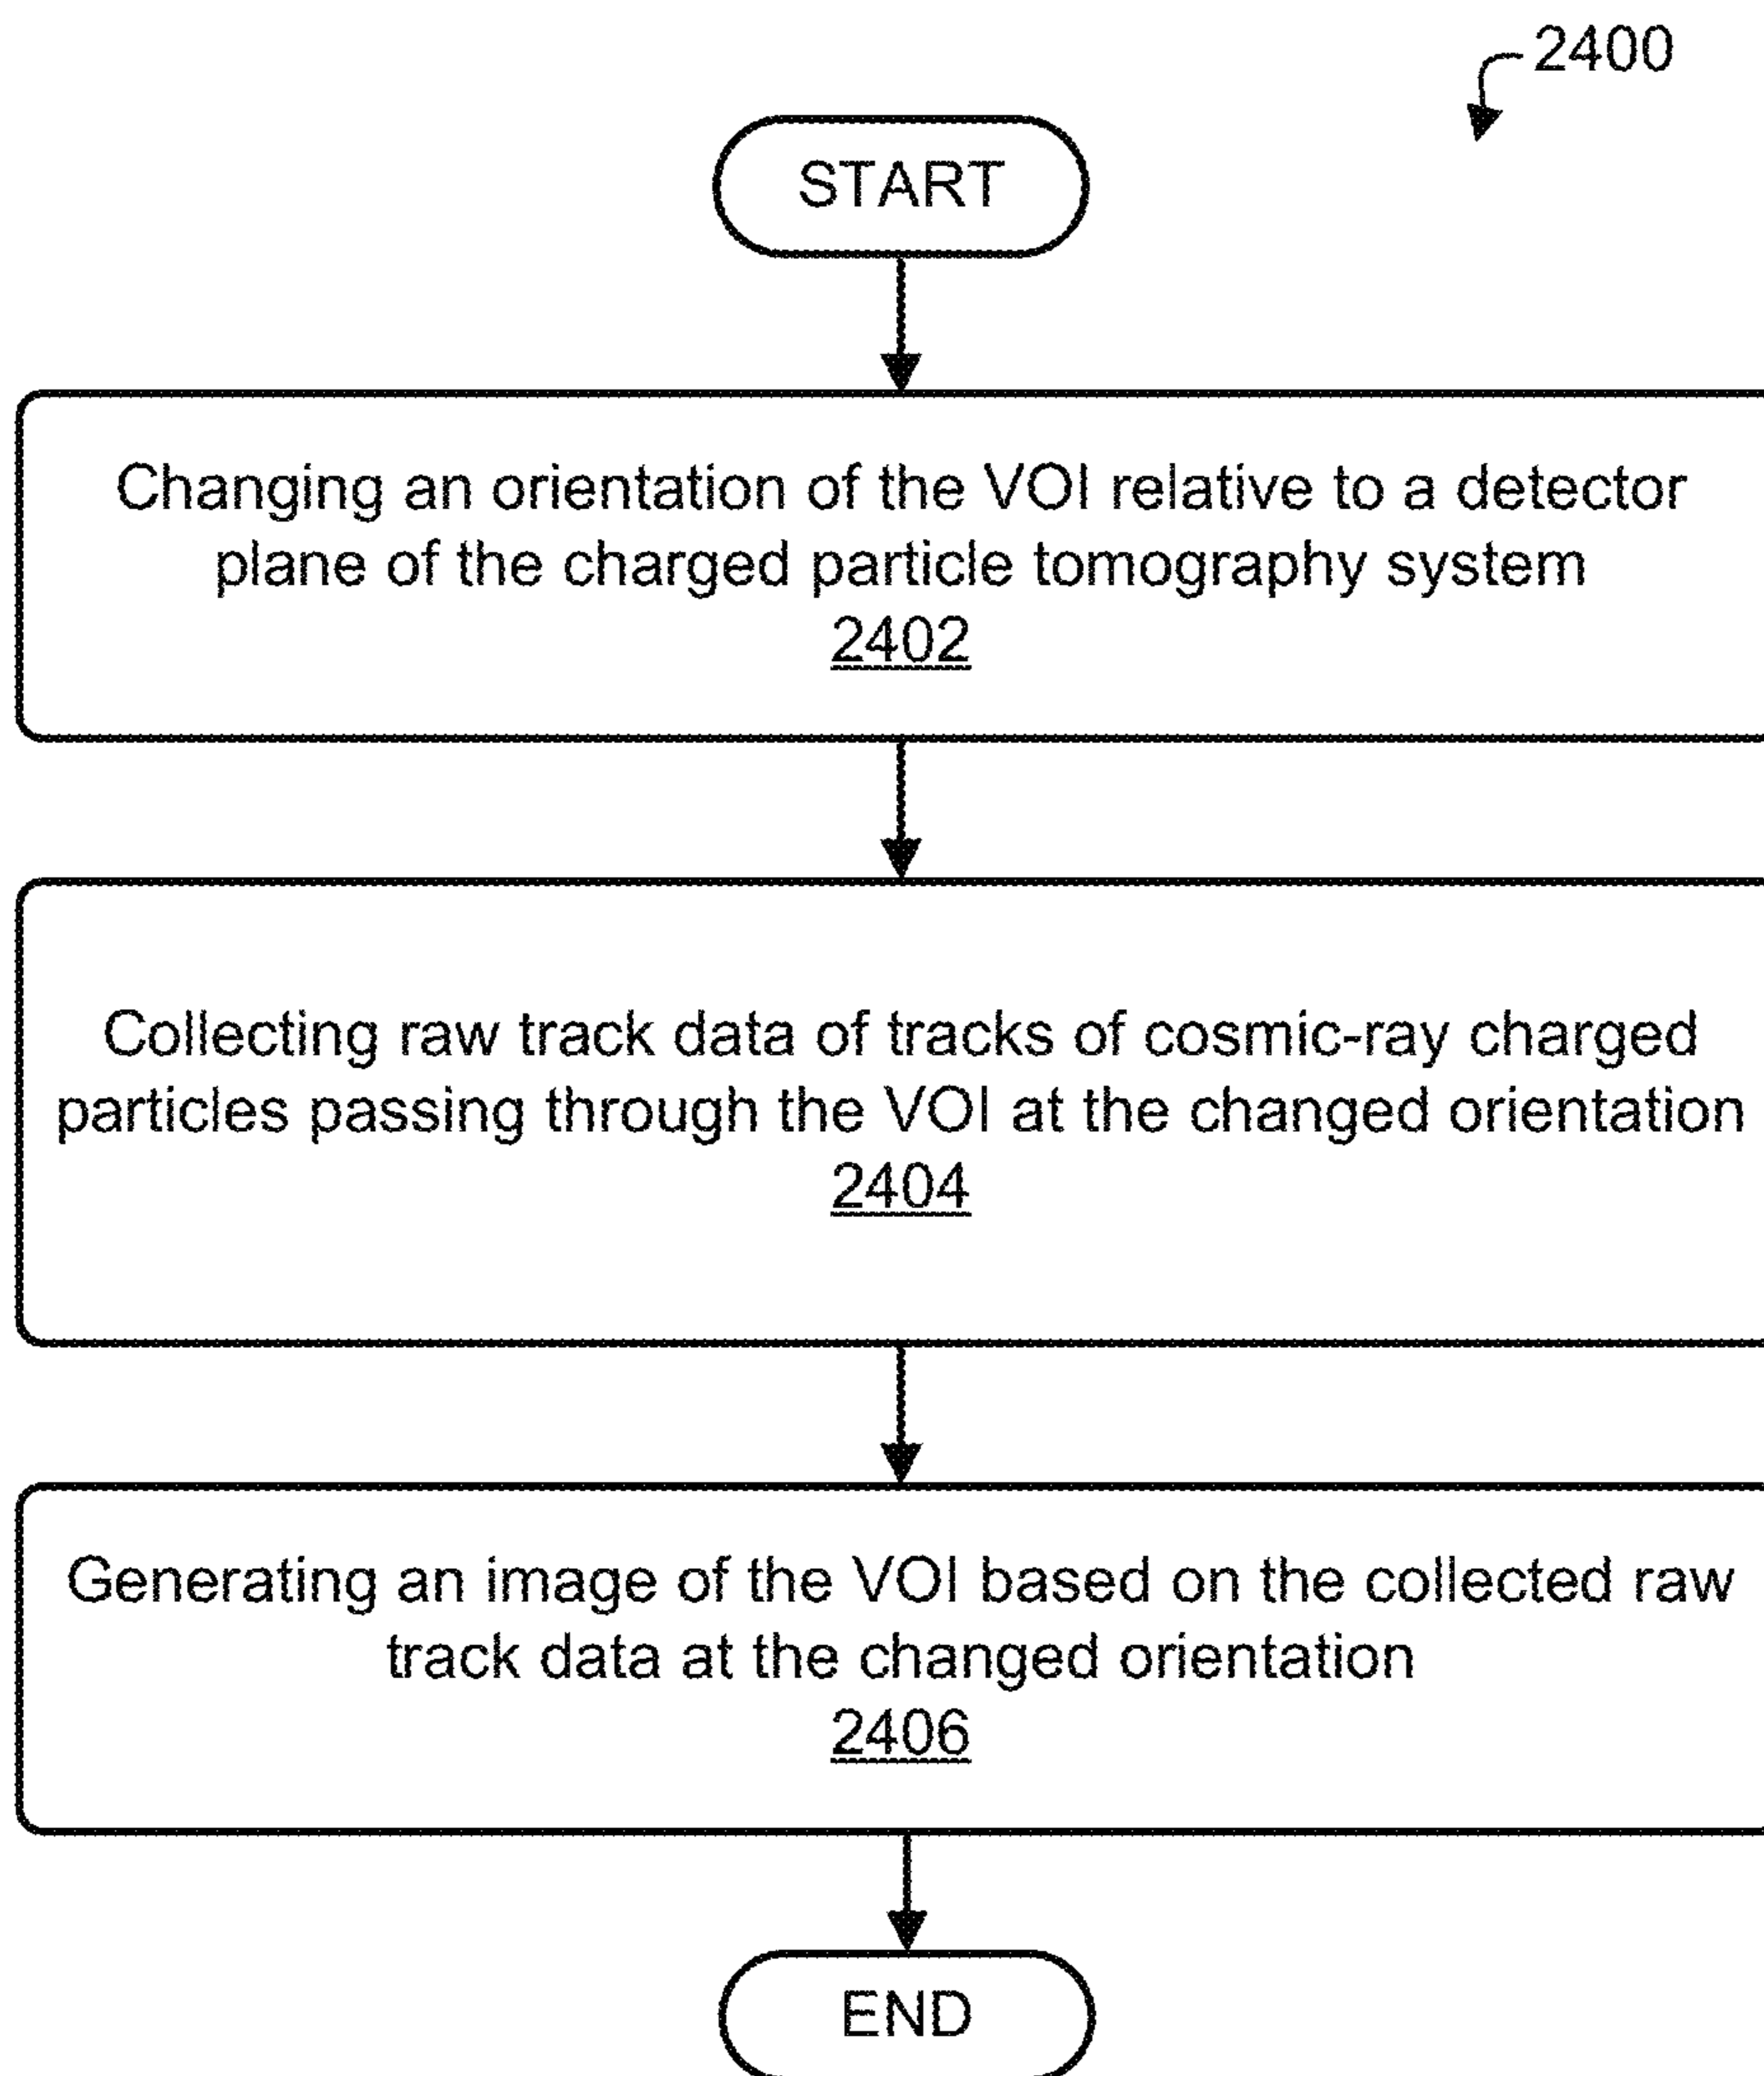 2400
START
Changing an orientation of the VOI relative to a detector
plane of the charged particle tomography system
2402
Collecting raw track data of tracks of cosmic-ray charged
particles passing through the VOI at the changed orientation
2404
Generating an image of the VOI based on the collected raw
track data at the changed orientation
2406
END